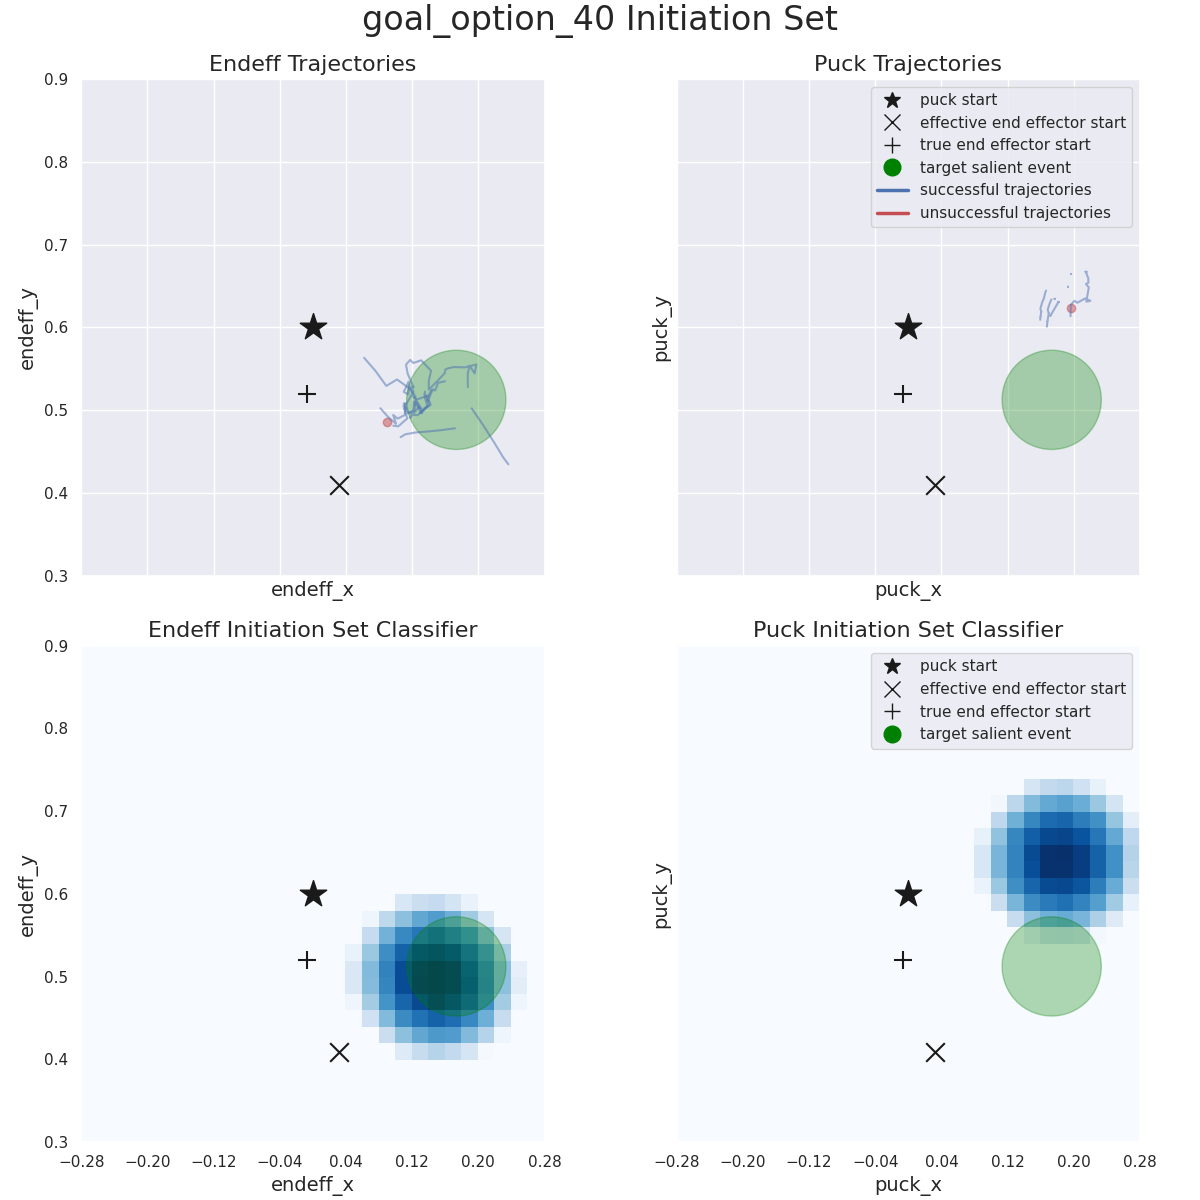 goal_option_40 Initiation Set
Endeff Trajectories
Puck Trajectories
0.9
0.8
0.7
0.6
0.5
0.4
0.3
endeff_y
endeff_x
puck start
effective end effector start
true end effector start
target salient event
successful trajectories
unsuccessful trajectories
puck_y
puck_x
Endeff Initiation Set Classifier
Puck Initiation Set Classifier
0.9
0.8
0.7
0.6
0.5
0.4
0.3
endeff_y
−0.28 −0.20 −0.12 −0.04 0.04 0.12 0.20 0.28
endeff_x
puck start
effective end effector start
true end effector start
target salient event
puck_y
−0.28 −0.20 −0.12 −0.04 0.04 0.12 0.20 0.28
puck_x